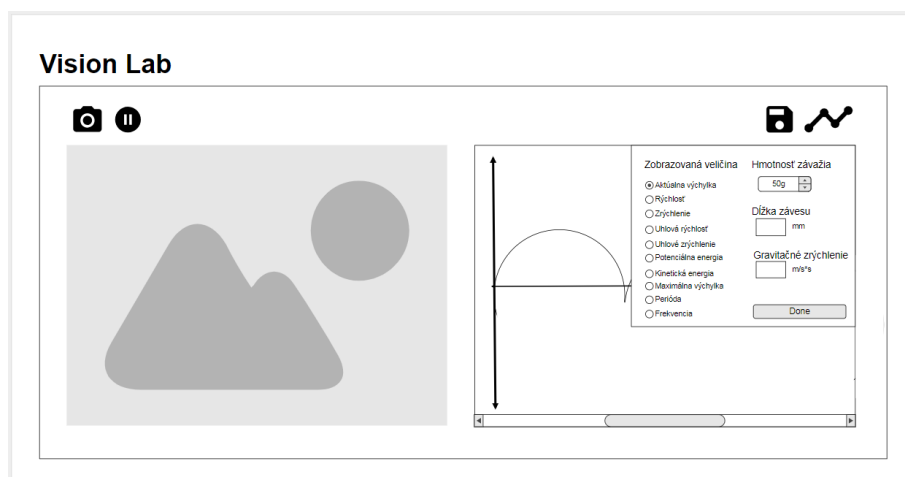 Vision Lab
Zobrazovaná veličina
Aktúalna výchylka
Rýchlosť
Zrýchlenie
Uhlová rýchlosť
Uhlové zrýchlenie
Potenciálna energia
Kinetická energia
Maximálna výchylka
Perióda
Frekvencia
Hmotnosť závažia
50g
Dĺžka závesu
mm
Gravitačné zrýchlenie
m/s*s
Done